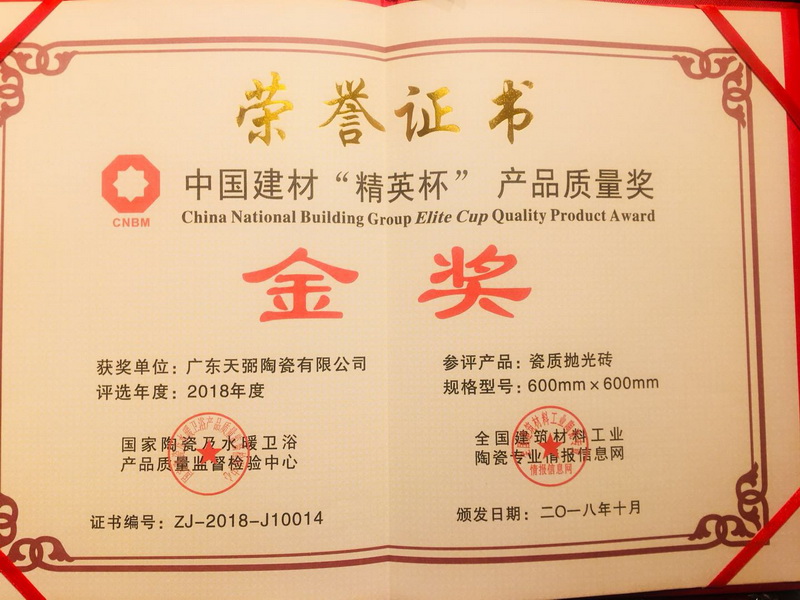 荣誉证书
CNBM
中国建材“精英杯” 产品质量奖
China National Building Group Elite Cup Quality Product Award
金奖
获奖单位：广东天弼陶瓷有限公司
评选年度：2018年度
参评产品：瓷质抛光砖
规格型号：600mm×600mm
国家陶瓷及水暖卫浴
产品质量监督检验中心
全国建筑材料工业
陶瓷专业情报信息网
情报信息网
证书编号：ZJ-2018-J10014
颁发日期：二〇一八年十月